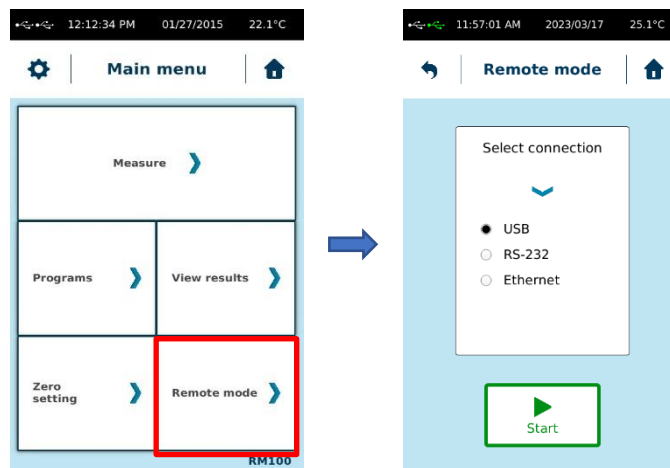 12:12:34 PM 01/27/2015 22.1°C
Main menu
Measure
Programs
View results
Zero
setting
Remote mode
RM100
11:57:01 AM 2023/03/17 25.1°C
Remote mode
Select connection
USB
RS-232
Ethernet
Start